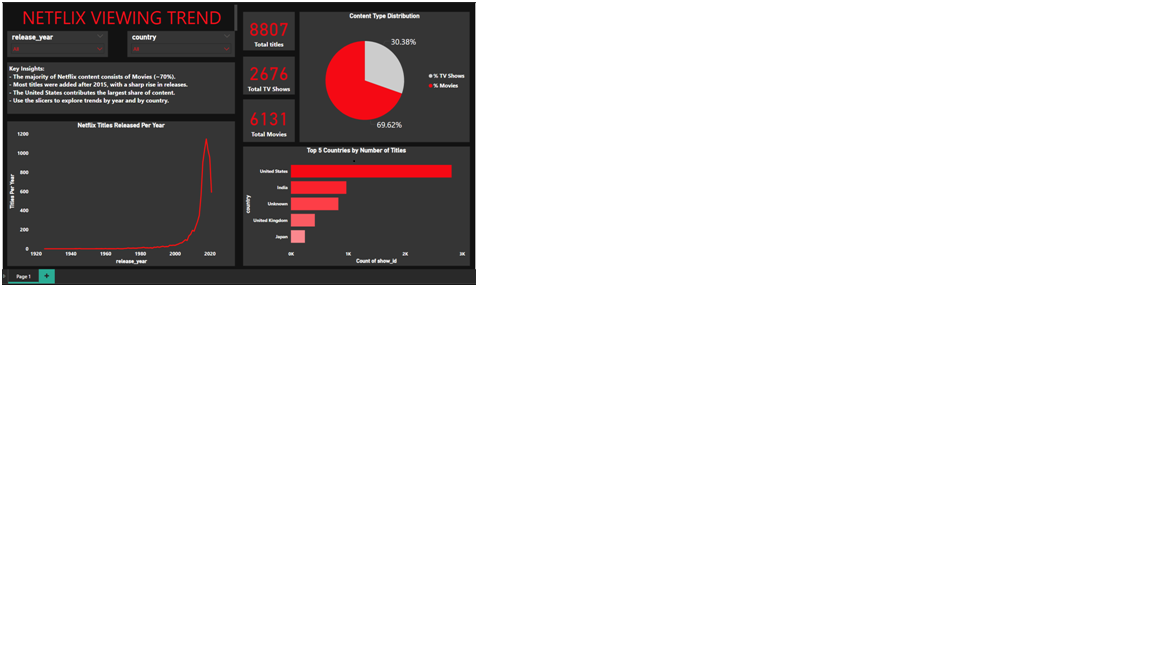 NETFLIX VIEWING TREND
release_year
All
country
All
Key Insights:
- The majority of Netflix content consists of Movies (~70%).
- Most titles were added after 2015, with a sharp rise in releases.
- The United States contributes the largest share of content.
- Use the slicers to explore trends by year and by country.
8807
Total titles
2676
Total TV Shows
6131
Total Movies
Content Type Distribution
30.38%
69.62%
% TV Shows
% Movies
Netflix Titles Released Per Year
Titles Per Year
1200
1000
800
600
400
200
0
1920 1940 1960 1980 2000 2020
release_year
Top 5 Countries by Number of Titles
country
United States
India
Unknown
United Kingdom
Japan
0K 1K 2K 3K
Count of show_id
Page 1
+